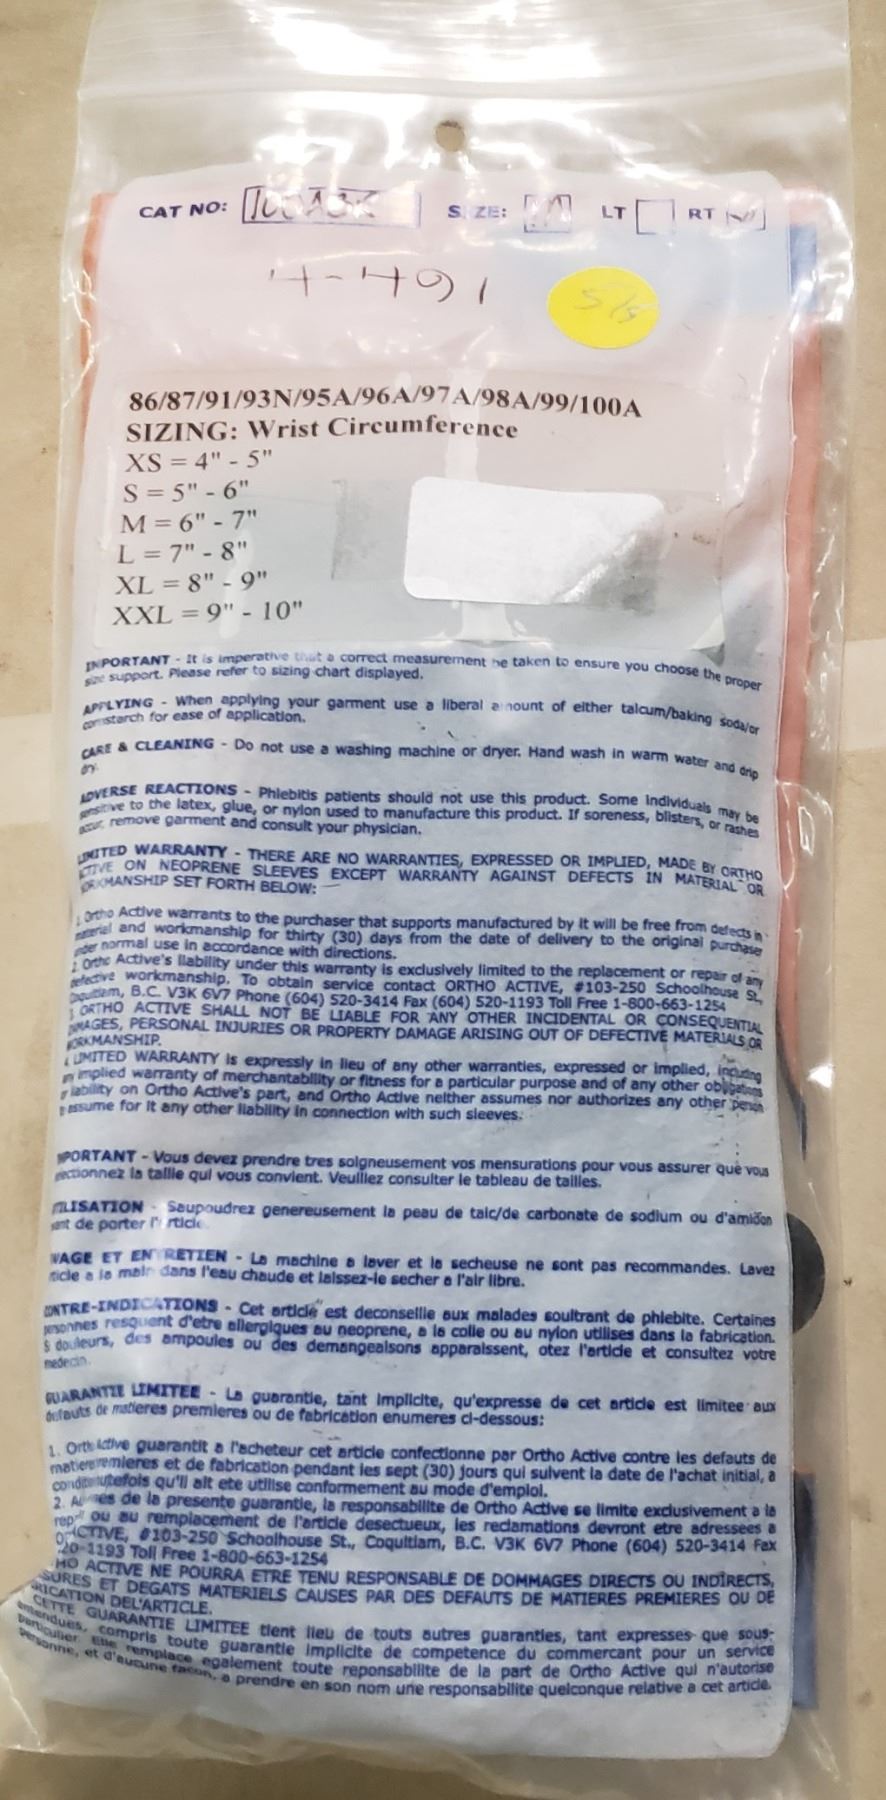 CAT NO: 100A3K SIZE: M LT RT
4-491
86/87/91/93N/95A/96A/97A/98A/99/100A
SIZING: Wrist Circumference
XS = 4" - 5"
S = 5" - 6"
M = 6" - 7"
L = 7" - 8"
XL = 8" - 9"
XXL = 9" - 10"
IMPORTANT - It is imperative that a correct measurement be taken to ensure you choose the proper
size support. Please refer to sizing chart displayed.
APPLYING - When applying your garment use a liberal amount of either talcum/baking soda/or
cornstarch for ease of application.
CARE & CLEANING - Do not use a washing machine or dryer. Hand wash in warm water and drip
dry.
ADVERSE REACTIONS - Phlebitis patients should not use this product. Some individuals may be
sensitive to the latex, glue, or nylon used to manufacture this product. If soreness, blisters, or rashes
occur, remove garment and consult your physician.
LIMITED WARRANTY - THERE ARE NO WARRANTIES, EXPRESSED OR IMPLIED, MADE BY ORTHO
ACTIVE ON NEOPRENE SLEEVES EXCEPT WARRANTY AGAINST DEFECTS IN MATERIAL OR
WORKMANSHIP SET FORTH BELOW:
1. Ortho Active warrants to the purchaser that supports manufactured by it will be free from defects in
material and workmanship for thirty (30) days from the date of delivery to the original purchaser
under normal use in accordance with directions.
2. Ortho Active's liability under this warranty is exclusively limited to the replacement or repair of any
defective workmanship. To obtain service contact ORTHO ACTIVE, #103-250 Schoolhouse St,
Coquitlam, B.C. V3K 6V7 Phone (604) 520-3414 Fax (604) 520-1193 Toll Free 1-800-663-1254
3. ORTHO ACTIVE SHALL NOT BE LIABLE FOR ANY OTHER INCIDENTAL OR CONSEQUENTIAL
DAMAGES, PERSONAL INJURIES OR PROPERTY DAMAGE ARISING OUT OF DEFECTIVE MATERIALS OR
WORKMANSHIP.
4. LIMITED WARRANTY is expressly in lieu of any other warranties, expressed or implied, including
any implied warranty of merchantability or fitness for a particular purpose and of any other obligations
or liability on Ortho Active's part, and Ortho Active neither assumes nor authorizes any other person
to assume for it any other liability in connection with such sleeves.
IMPORTANT - Vous devez prendre tres soigneusement vos mensurations pour vous assurer que vous
selectionnez la taille qui vous convient. Veuillez consulter le tableau de tailles.
UTILISATION - Saupoudrez genereusement la peau de talc/de carbonate de sodium ou d'amidon
avant de porter l'article
LAVAGE ET ENTRETIEN - La machine a laver et la secheuse ne sont pas recommandes. Lavez
l'article a la main dans l'eau chaude et laissez-le secher a l'air libre.
CONTRE-INDICATIONS - Cet article est deconseille aux malades soultrant de phlebite. Certaines
personnes resquent d'etre allergiques au neoprene, a la colle ou au nylon utilises dans la fabrication.
Si douleurs, des ampoules ou des demangeaisons apparaissent, otez l'article et consultez votre
medecin.
GUARANTIE LIMITEE - La guarantie, tant implicite, qu'expresse de cet article est limitee aux
defauts de matieres premieres ou de fabrication enumeres ci-dessous:
1. Ortho Active guarantit a l'acheteur cet article confectionne par Ortho Active contre les defauts de
matieres premieres et de fabrication pendant les sept (30) jours qui suivent la date de l'achat initial, a
condition toutefois qu'il ait ete utilise conformement au mode d'emploi.
2. de la presente guarantie, la responsabilite de Ortho Active se limite exclusivement a la
ou au remplacement de l'article desectueux, les reclamations devront etre adressees a
ACTIVE, #103-250 Schoolhouse St., Coquitlam, B.C. V3K 6V7 Phone (604) 520-3414 Fax
520-1193 Toll Free 1-800-663-1254
ACTIVE NE POURRA ETRE TENU RESPONSABLE DE DOMMAGES DIRECTS OU INDIRECTS,
ET DEGATS MATERIELS CAUSES PAR DES DEFAUTS DE MATIERES PREMIERES OU DE
FABRICATION DEL'ARTICLE.
CETTE GUARANTIE LIMITEE tient lieu de touts autres guaranties, tant expresses que sous-
entendues, compris toute guarantie implicite de competence du commercant pour un service
particulier. Elle remplace egalement toute reponsabilite de la part de Ortho Active qui n'autorise
personne, et d'aucune facon, a prendre en son nom une responsabilite quelconque relative a cet article.